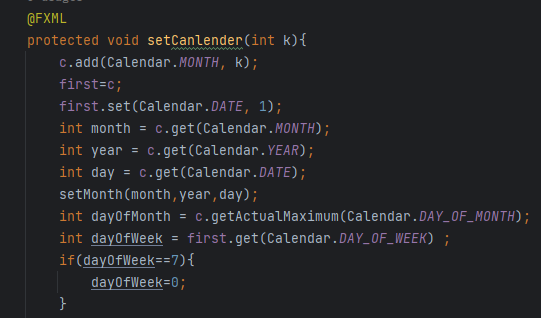 @FXML
protected void setCanlender(int k){
c.add(Calendar.MONTH, k);
first=c;
first.set(Calendar.DATE, 1);
int month = c.get(Calendar.MONTH);
int year = c.get(Calendar.YEAR);
int day = c.get(Calendar.DATE);
setMonth(month,year,day);
int dayOfMonth = c.getActualMaximum(Calendar.DAY_OF_MONTH);
int dayOfWeek = first.get(Calendar.DAY_OF_WEEK) ;
if(dayOfWeek==7){
dayOfWeek=0;
}